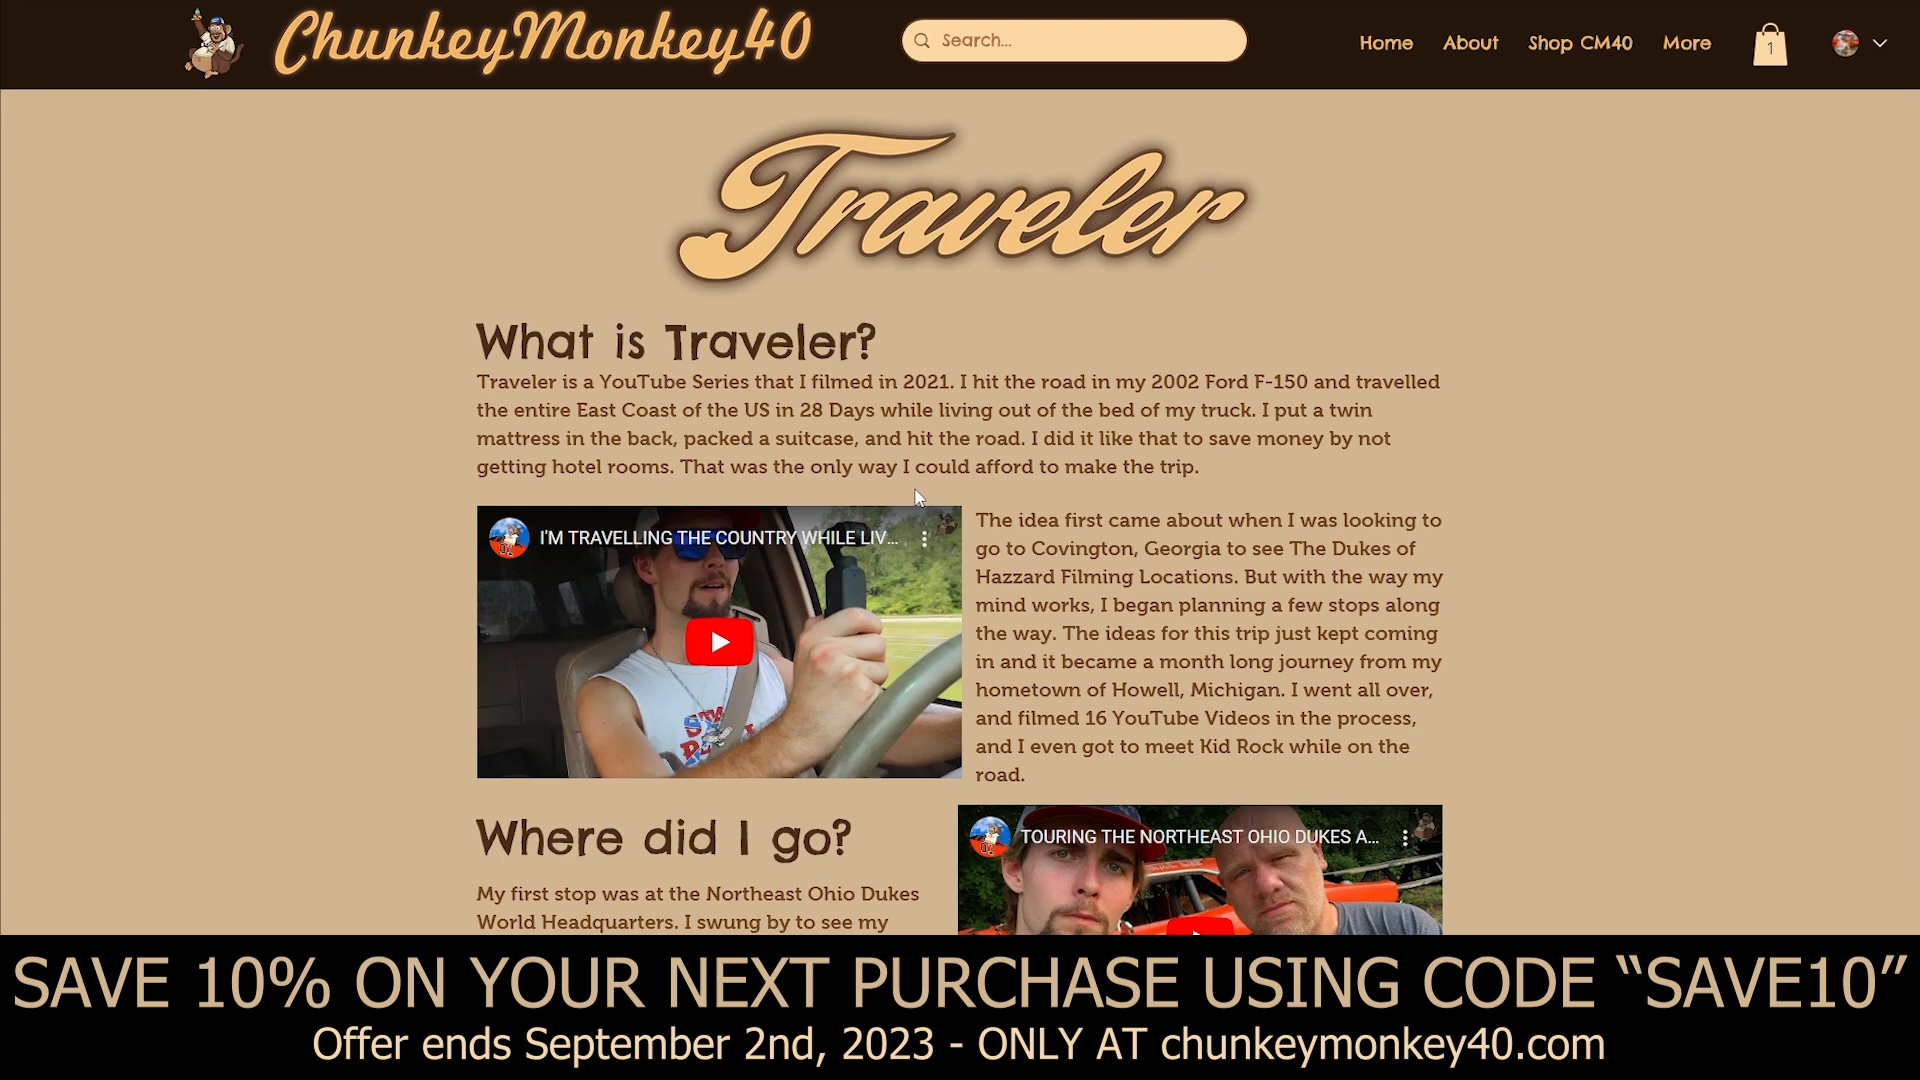 ChunkeyMonkey40
Search...
Home
About
Shop CM40
More
1
Traveler
What is Traveler?
Traveler is a YouTube Series that I filmed in 2021. I hit the road in my 2002 Ford F-150 and travelled
the entire East Coast of the US in 28 Days while living out of the bed of my truck. I put a twin
mattress in the back, packed a suitcase, and hit the road. I did it like that to save money by not
getting hotel rooms. That was the only way I could afford to make the trip.
I'M TRAVELLING THE COUNTRY WHILE LIV...
The idea first came about when I was looking to
go to Covington, Georgia to see The Dukes of
Hazzard Filming Locations. But with the way my
mind works, I began planning a few stops along
the way. The ideas for this trip just kept coming
in and it became a month long journey from my
hometown of Howell, Michigan. I went all over,
and filmed 16 YouTube Videos in the process,
and I even got to meet Kid Rock while on the
road.
Where did I go?
My first stop was at the Northeast Ohio Dukes
World Headquarters. I swung by to see my
TOURING THE NORTHEAST OHIO DUKES A...
SAVE 10% ON YOUR NEXT PURCHASE USING CODE “SAVE10”
Offer ends September 2nd, 2023 - ONLY AT chunkeymonkey40.com